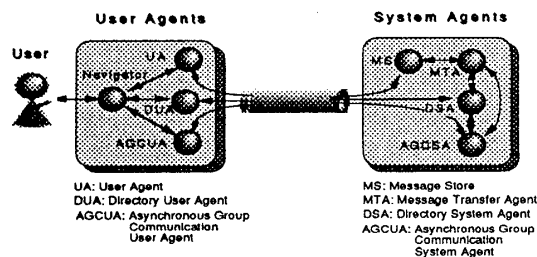 User Agents
System Agents
User
UA
Navigator
DUA
AGCUA
MS
MTA
DSA
AGCSA
UA: User Agent
DUA: Directory User Agent
AGCUA: Asynchronous Group
Communication
User Agent
MS: Message Store
MTA: Message Transfer Agent
DSA: Directory System Agent
AGCUA: Asynchronous Group
Communication
System Agent